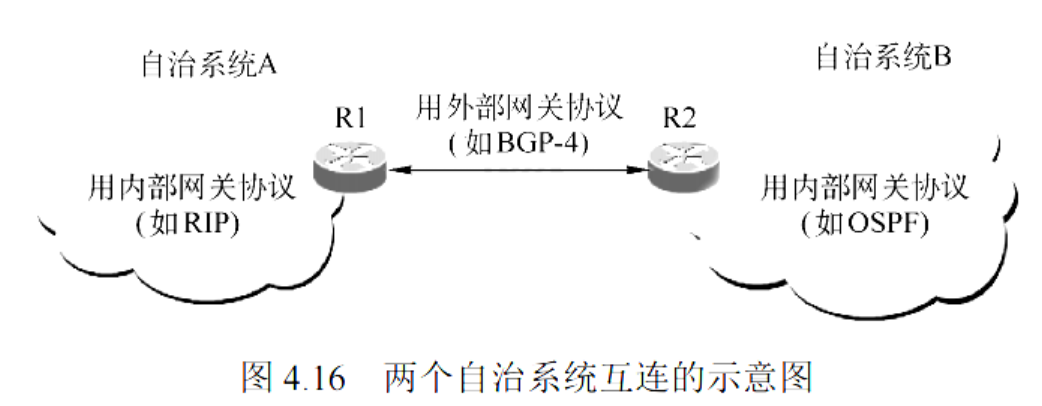 自治系统A
自治系统B
R1
用外部网关协议
(如BGP-4)
R2
用内部网关协议
(如RIP)
用内部网关协议
(如OSPF)
图 4.16 两个自治系统互连的示意图